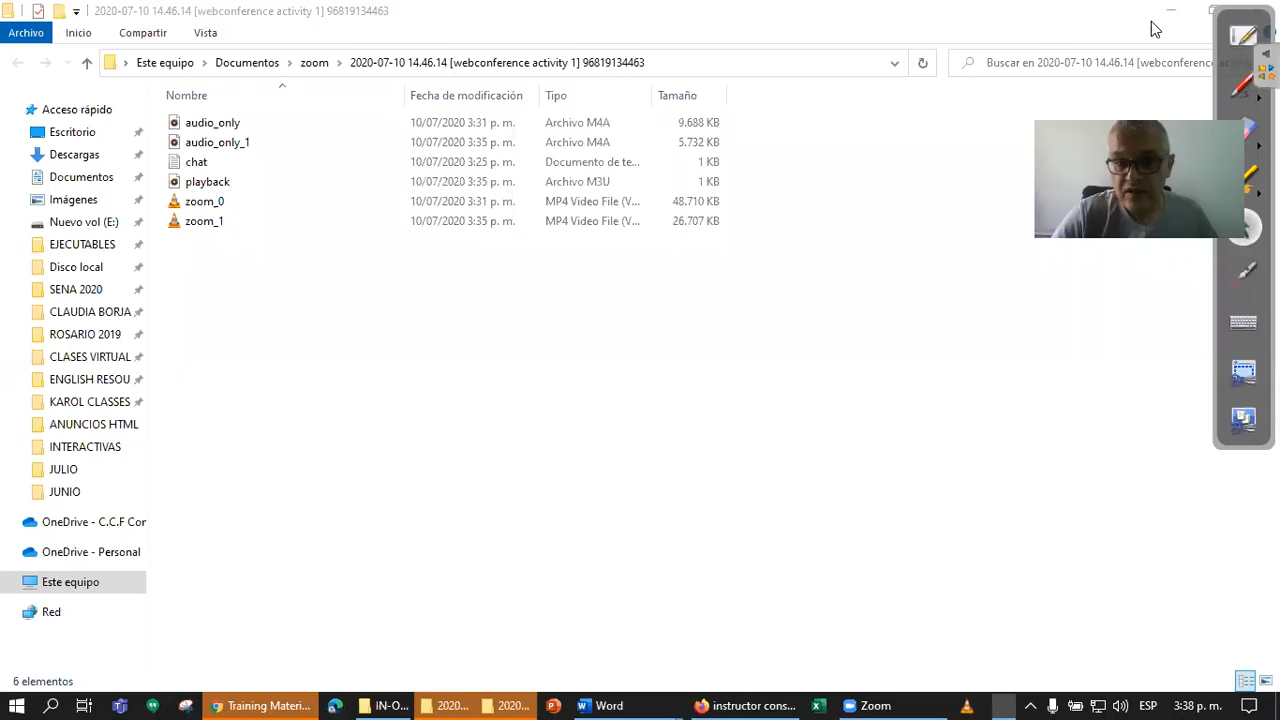 2020-07-10 14.46.14 [webconference activity 1] 96819134463
Archivo Inicio Compartir Vista
Este equipo Documentos zoom 2020-07-10 14.46.14 [webconference activity 1] 96819134463 Buscar en 2020-07-10 14.46.14 [webconference
Nombre Fecha de modificación Tipo Tamaño
audio_only 10/07/2020 3:31 p. m. Archivo M4A 9.688 KB
audio_only_1 10/07/2020 3:35 p. m. Archivo M4A 5.732 KB
chat 10/07/2020 3:25 p. m. Documento de te... 1 KB
playback 10/07/2020 3:35 p. m. Archivo M3U 1 KB
zoom_0 10/07/2020 3:31 p. m. MP4 Video File (V... 48.710 KB
zoom_1 10/07/2020 3:35 p. m. MP4 Video File (V... 26.707 KB
Acceso rápido
Escritorio
Descargas
Documentos
Imágenes
Nuevo vol (E:)
EJECUTABLES
Disco local
SENA 2020
CLAUDIA BORJA
ROSARIO 2019
CLASES VIRTUAL
ENGLISH RESOU
KAROL CLASSES
ANUNCIOS HTML
INTERACTIVAS
JULIO
JUNIO
OneDrive - C.C.F Cor
OneDrive - Personal
Este equipo
Red
6 elementos
Training Materi... IN-O... 2020... 2020... Word instructor cons... Zoom ESP 3:38 p. m.